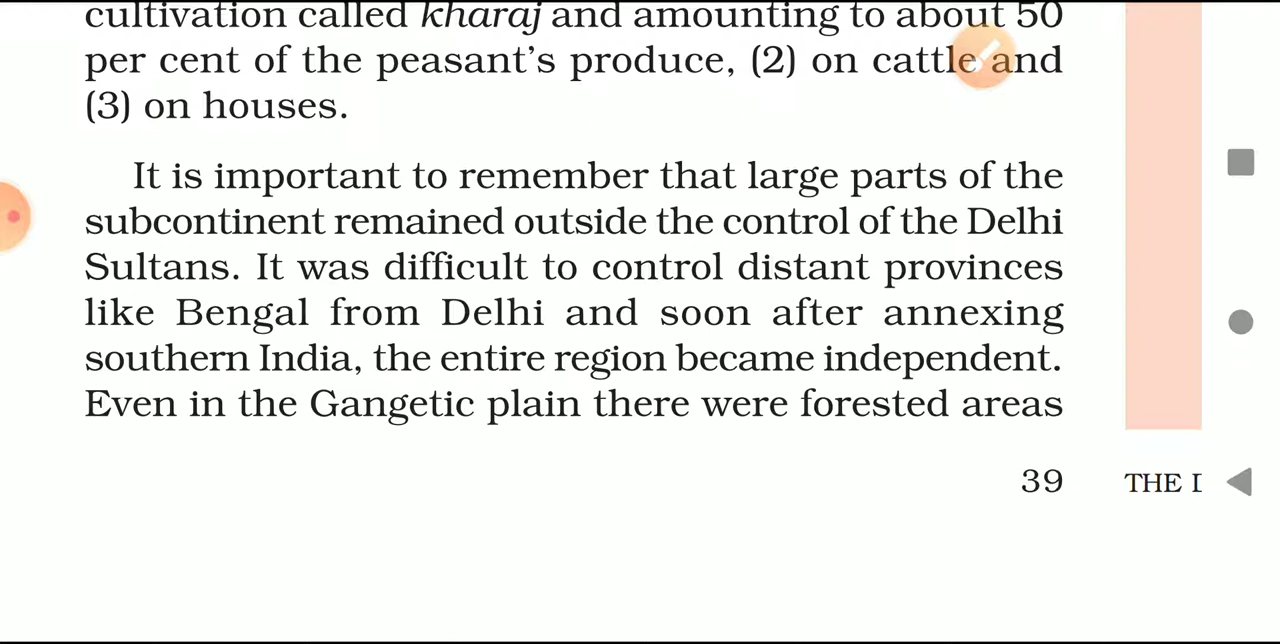 cultivation called kharaj and amounting to about 50
per cent of the peasant's produce, (2) on cattle and
(3) on houses.
It is important to remember that large parts of the
subcontinent remained outside the control of the Delhi
Sultans. It was difficult to control distant provinces
like Bengal from Delhi and soon after annexing
southern India, the entire region became independent.
Even in the Gangetic plain there were forested areas
39
THE